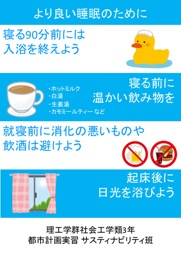 より良い睡眠のために
寝る90分前には
入浴を終えよう
・ホットミルク
・白湯
・生姜湯
・カモミールティー など
寝る前に
温かい飲み物を
就寝前に消化の悪いものや
飲酒は避けよう
起床後に
日光を浴びよう
理工学群社会工学類3年
都市計画実習 サスティナビリティ班